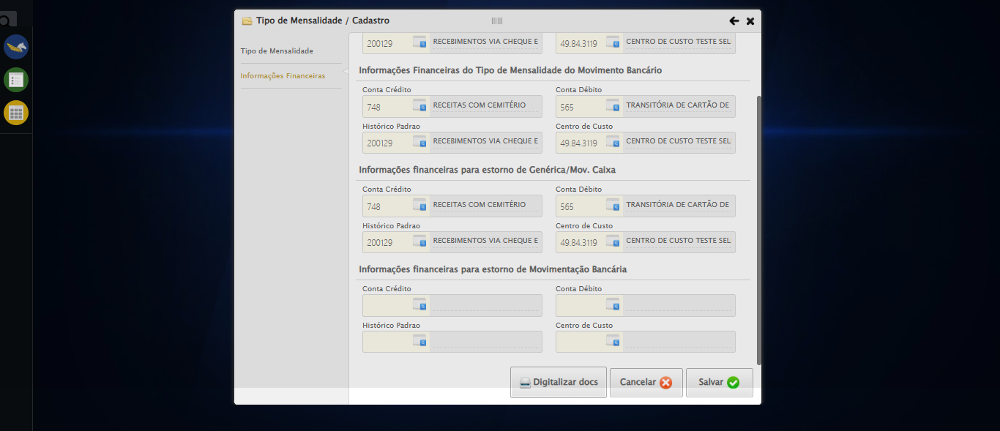 Tipo de Mensalidade / Cadastro
Tipo de Mensalidade
Informações Financeiras
200129 RECEBIMENTOS VIA CHEQUE E 49.84.3119 CENTRO DE CUSTO TESTE SEL
Informações Financeiras do Tipo de Mensalidade do Movimento Bancário
Conta Crédito Conta Débito
748 RECEITAS COM CEMITÉRIO 565 TRANSITÓRIA DE CARTÃO DE
Histórico Padrao Centro de Custo
200129 RECEBIMENTOS VIA CHEQUE E 49.84.3119 CENTRO DE CUSTO TESTE SEL
Informações financeiras para estorno de Genérica/Mov. Caixa
Conta Crédito Conta Débito
748 RECEITAS COM CEMITÉRIO 565 TRANSITÓRIA DE CARTÃO DE
Histórico Padrao Centro de Custo
200129 RECEBIMENTOS VIA CHEQUE E 49.84.3119 CENTRO DE CUSTO TESTE SEL
Informações financeiras para estorno de Movimentação Bancária
Conta Crédito Conta Débito
Histórico Padrao Centro de Custo
Digitalizar docs Cancelar Salvar